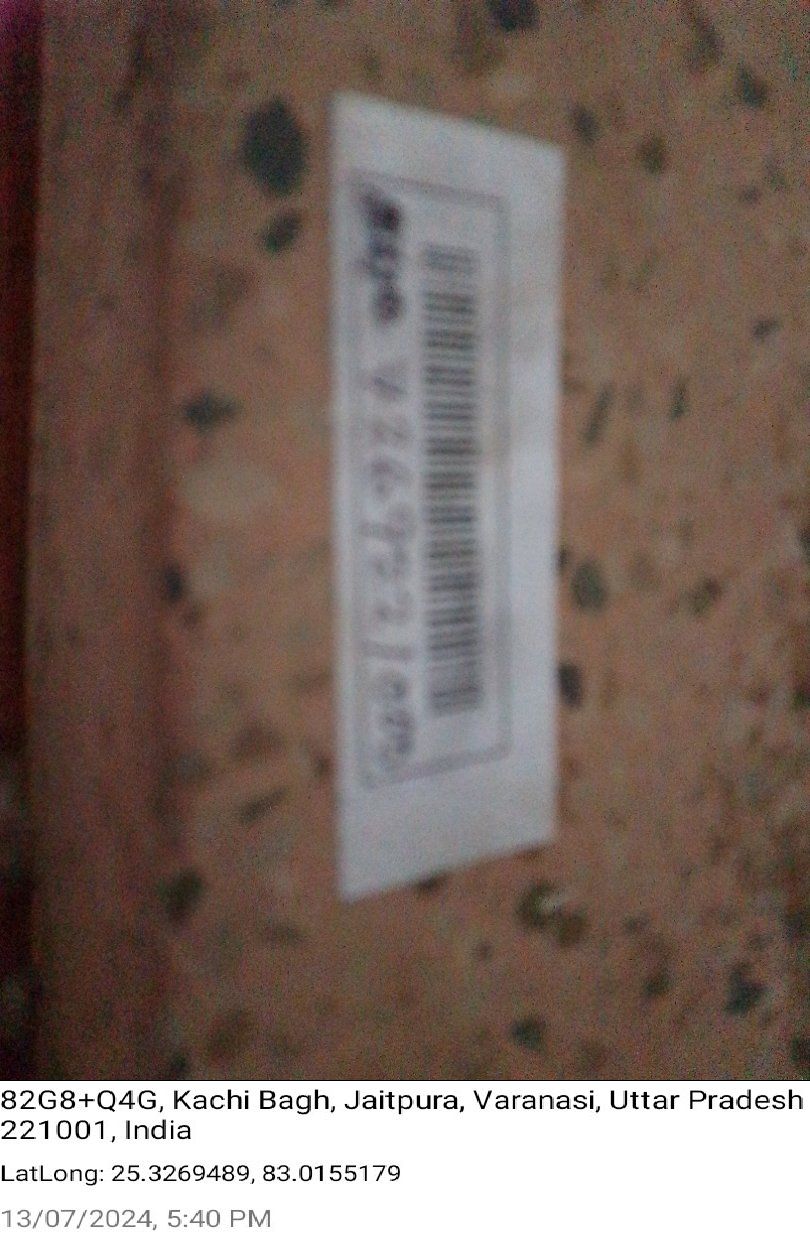 82G8+Q4G, Kachi Bagh, Jaitpura, Varanasi, Uttar Pradesh
221001, India
LatLong: 25.3269489, 83.0155179
13/07/2024, 5:40 PM